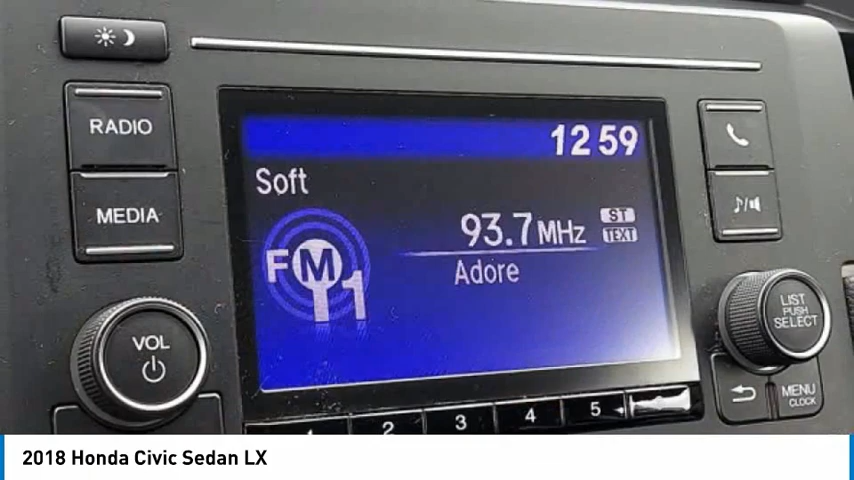 RADIO
MEDIA
VOL
12 59
Soft
FM1
93.7 MHz
ST
TEXT
Adore
LIST
PUSH
SELECT
MENU
CLOCK
1 2 3 4 5
2018 Honda Civic Sedan LX